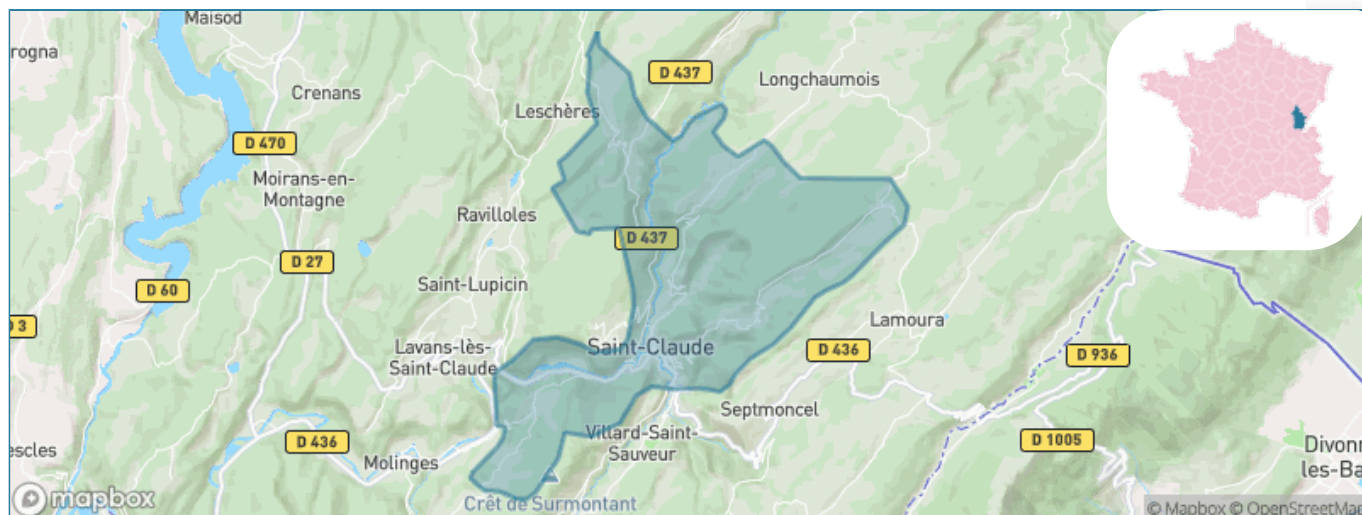 Maisod
rogna
D 437
Longchaumois
Crenans
Leschères
D 470
Moirans-en-
Montagne
Ravilloles
D 437
D 27
Saint-Lupicin
D 60
D 3
Lamoura
Lavans-lès-
Saint-Claude
Saint-Claude
D 436
D 936
Septmoncel
D 436
Villard-Saint-
Sauveur
D 1005
Divonn
les-Ba
escles
Molinges
Crêt de Surmontant
mapbox
© Mapbox © OpenStreetMap